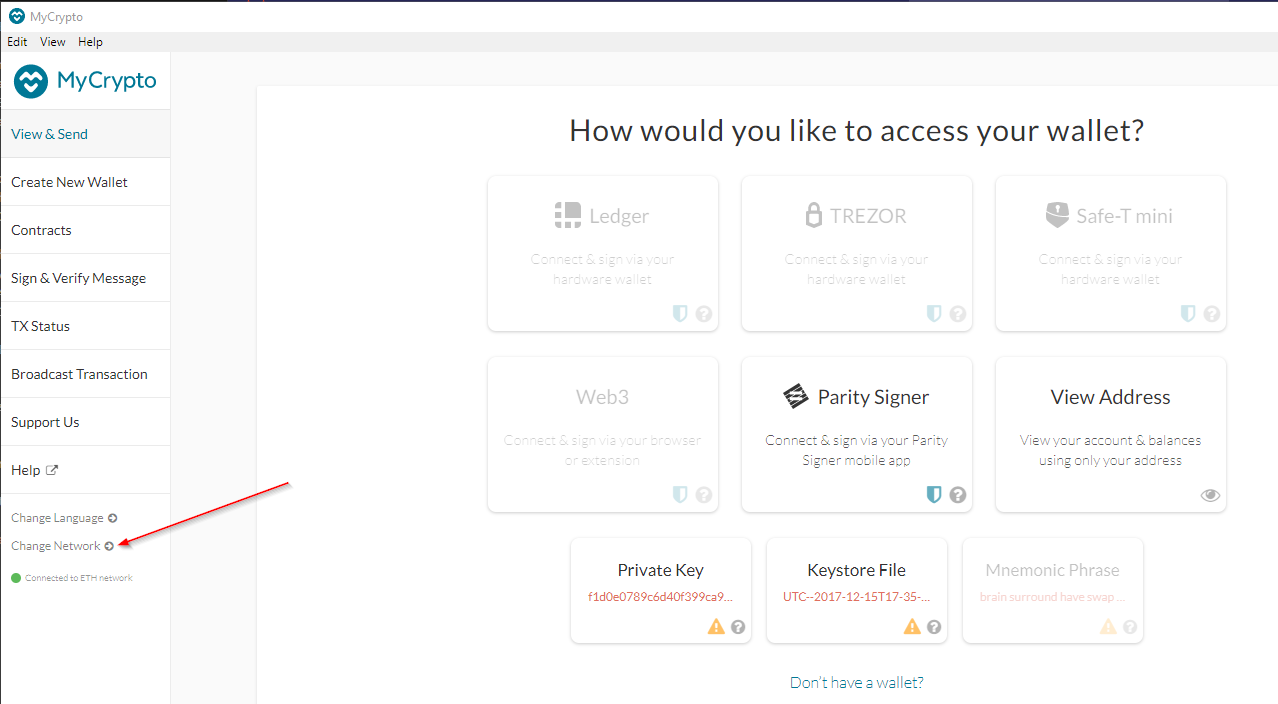 MyCrypto
Edit View Help
MyCrypto
View & Send
Create New Wallet
Contracts
Sign & Verify Message
TX Status
Broadcast Transaction
Support Us
Help
Change Language
Change Network
Connected to ETH network
How would you like to access your wallet?
Ledger
Connect & sign via your
hardware wallet
TREZOR
Connect & sign via your
hardware wallet
Safe-T mini
Connect & sign via your
hardware wallet
Web3
Connect & sign via your browser
or extension
Parity Signer
Connect & sign via your Parity
Signer mobile app
View Address
View your account & balances
using only your address
Private Key
f1d0e0789c6d40f399ca9...
Keystore File
UTC--2017-12-15T17-35-...
Mnemonic Phrase
brain surround have swap ...
Don't have a wallet?